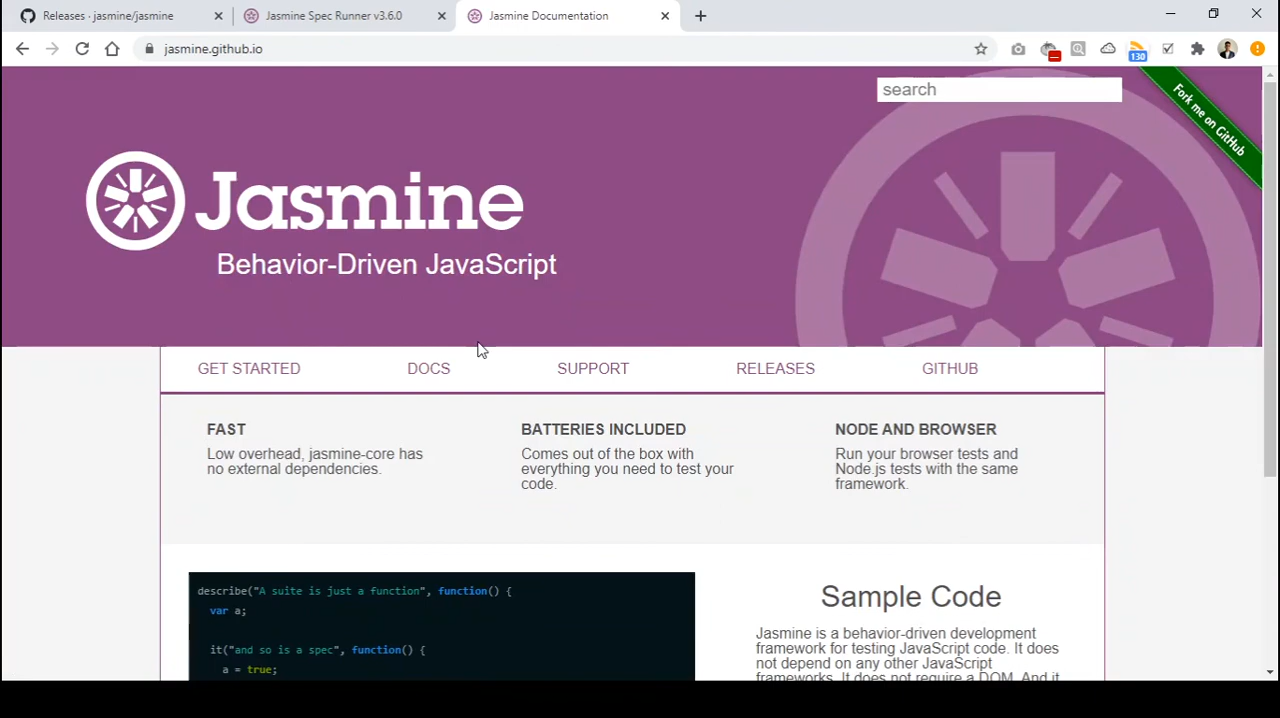 Releases · jasmine/jasmine
Jasmine Spec Runner v3.6.0
Jasmine Documentation
jasmine.github.io
130
search
Fork me on GitHub
Jasmine
Behavior-Driven JavaScript
GET STARTED
DOCS
SUPPORT
RELEASES
GITHUB
FAST
Low overhead, jasmine-core has
no external dependencies.
BATTERIES INCLUDED
Comes out of the box with
everything you need to test your
code.
NODE AND BROWSER
Run your browser tests and
Node.js tests with the same
framework.
describe("A suite is just a function", function() {
var a;
it("and so is a spec", function() {
a = true;
Sample Code
Jasmine is a behavior-driven development
framework for testing JavaScript code. It does
not depend on any other JavaScript
frameworks. It does not require a DOM. And it